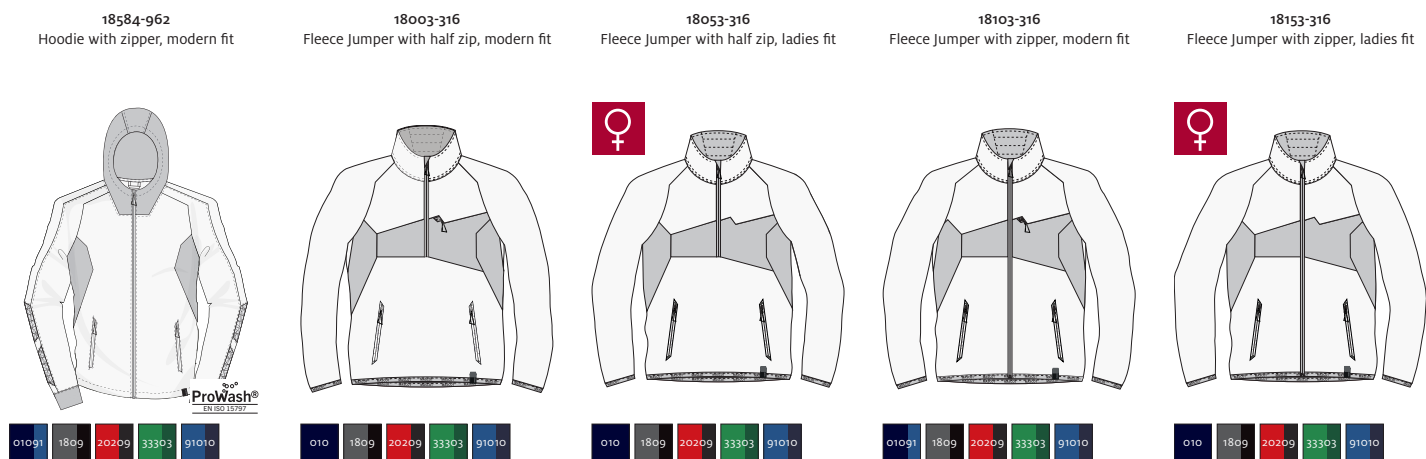 18584-962
Hoodie with zipper, modern fit
18003-316
Fleece Jumper with half zip, modern fit
18053-316
Fleece Jumper with half zip, ladies fit
18103-316
Fleece Jumper with zipper, modern fit
18153-316
Fleece Jumper with zipper, ladies fit
ProWash®
EN ISO 15797
01091 1809 20209 33303 91010
010 1809 20209 33303 91010
010 1809 20209 33303 91010
01091 1809 20209 33303 91010
010 1809 20209 33303 91010